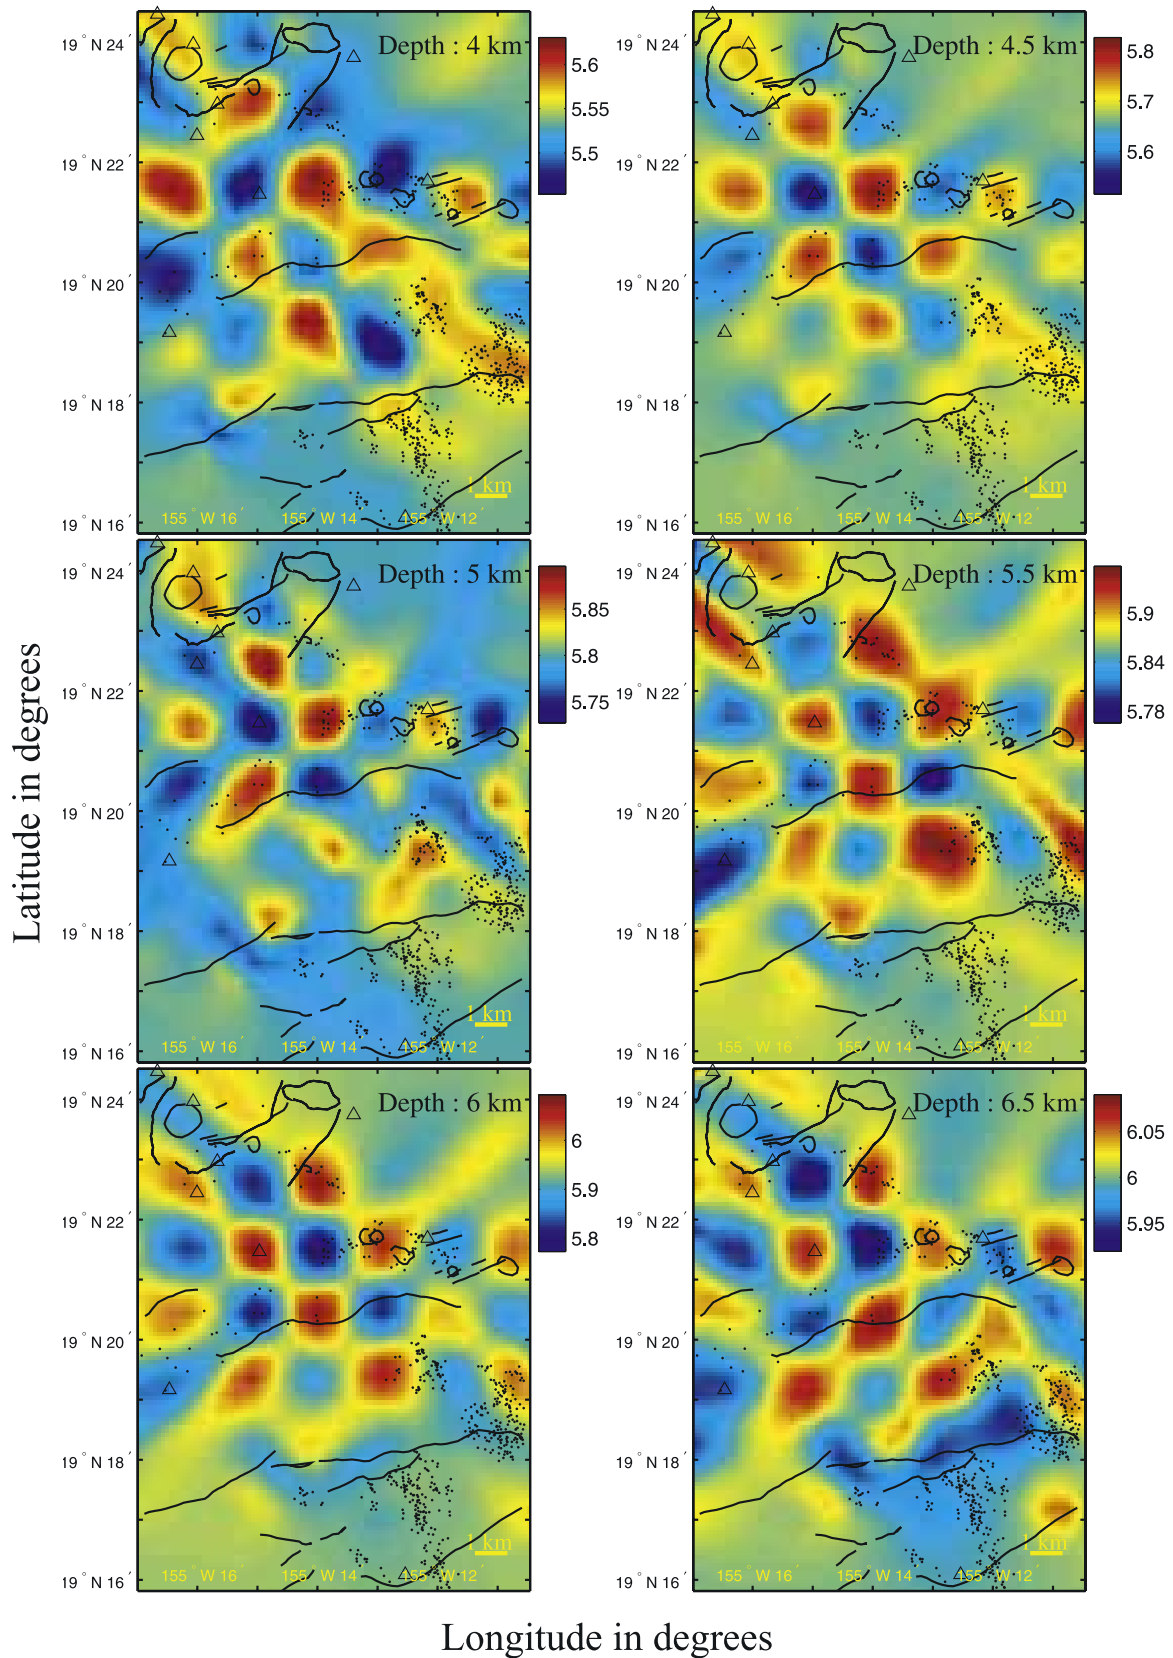 Depth : 4 km
19° N 24′
19° N 22′
19° N 20′
19° N 18′
19° N 16′
5.6
5.55
5.5
1 km
155° W 16′ 155° W 14′ 155° W 12′
Depth : 4.5 km
19° N 24′
19° N 22′
19° N 20′
19° N 18′
19° N 16′
5.8
5.7
5.6
1 km
155° W 16′ 155° W 14′ 155° W 12′
Depth : 5 km
19° N 24′
19° N 22′
19° N 20′
19° N 18′
19° N 16′
5.85
5.8
5.75
1 km
155° W 16′ 155° W 14′ 155° W 12′
Depth : 5.5 km
19° N 24′
19° N 22′
19° N 20′
19° N 18′
19° N 16′
5.9
5.84
5.78
1 km
155° W 16′ 155° W 14′ 155° W 12′
Depth : 6 km
19° N 24′
19° N 22′
19° N 20′
19° N 18′
19° N 16′
6
5.9
5.8
1 km
155° W 16′ 155° W 14′ 155° W 12′
Depth : 6.5 km
19° N 24′
19° N 22′
19° N 20′
19° N 18′
19° N 16′
6.05
6
5.95
1 km
155° W 16′ 155° W 14′ 155° W 12′
Latitude in degrees
Longitude in degrees